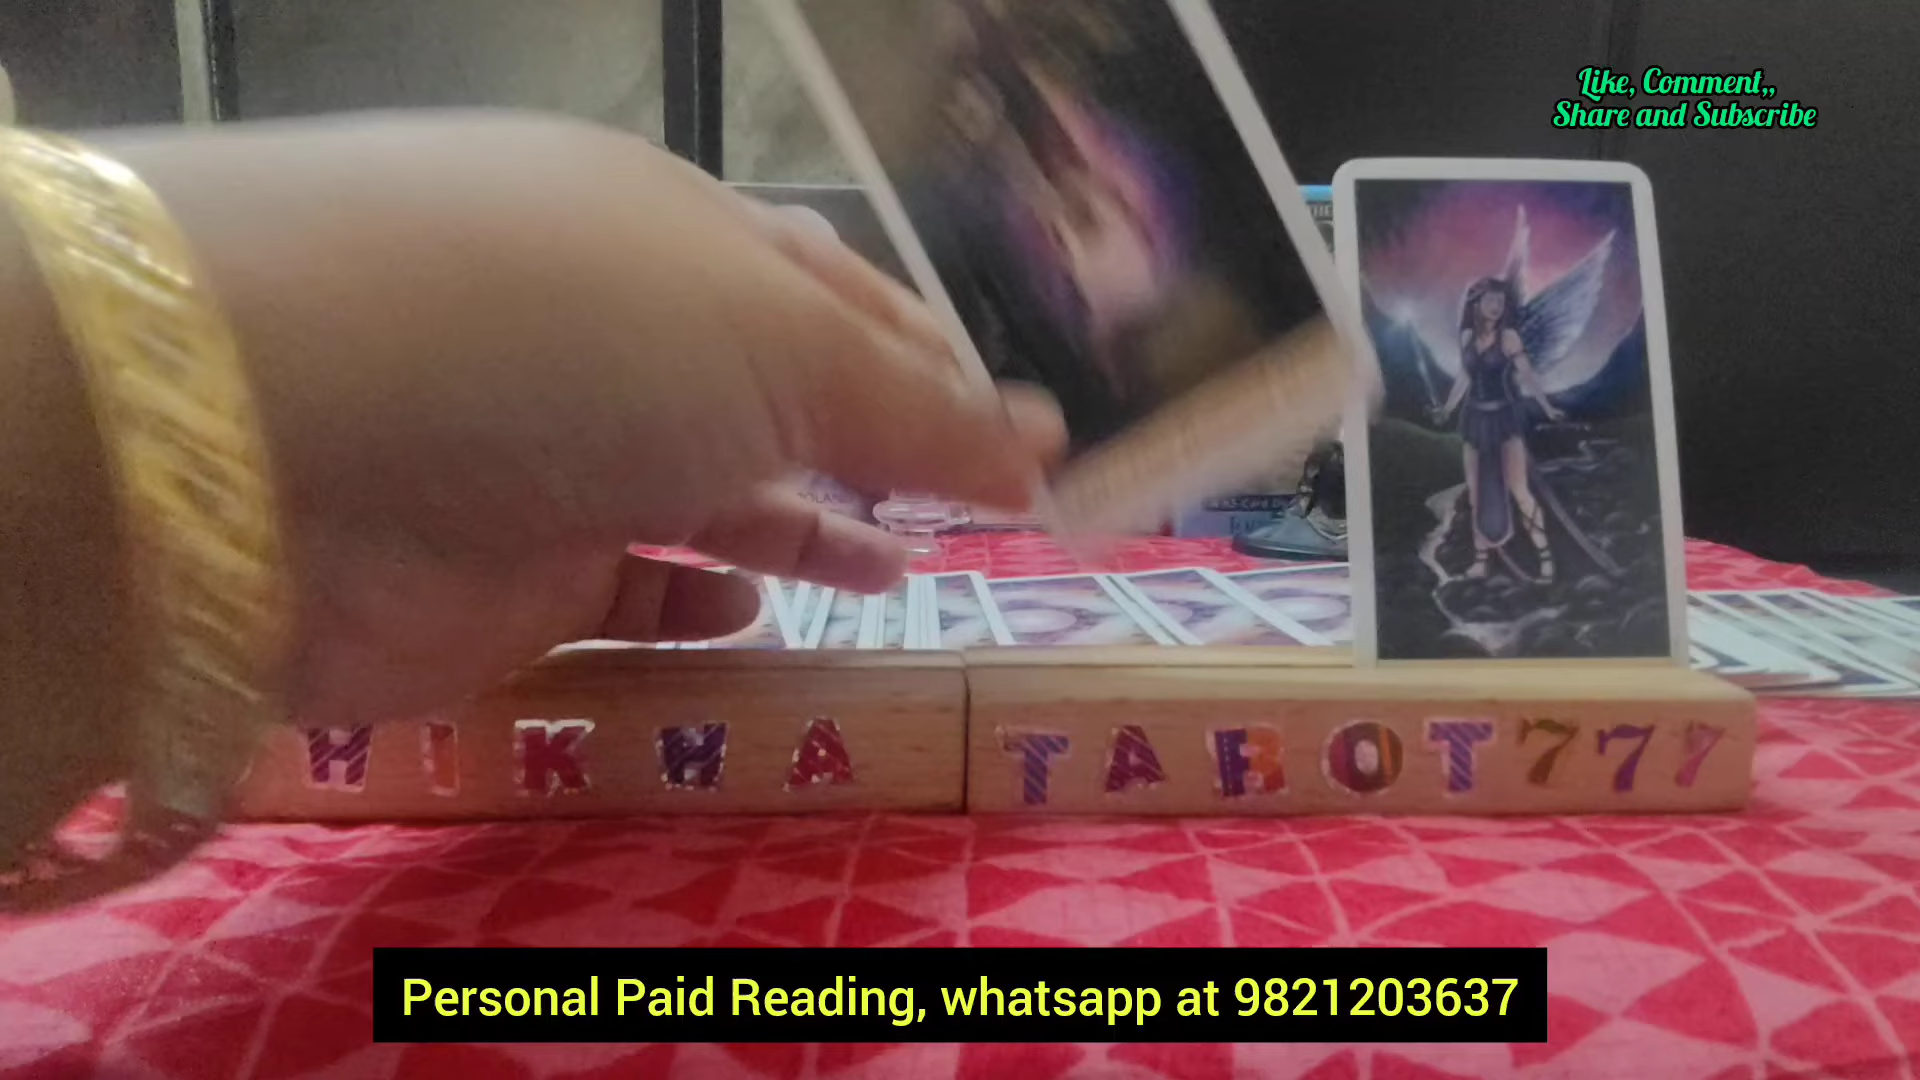 Like, Comment,,
Share and Subscribe
HIKHA TAROT777
Personal Paid Reading, whatsapp at 9821203637